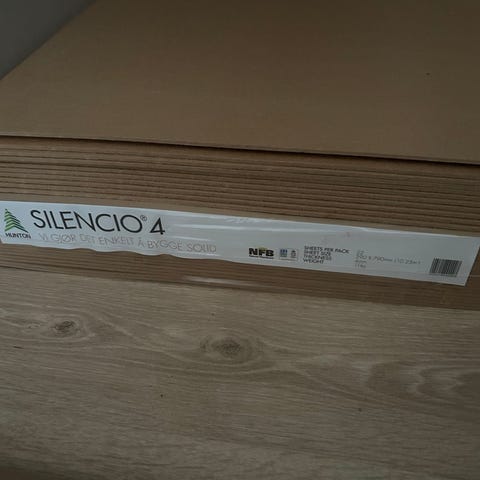 HUNTON
SILENCIO® 4
VI GJØR DET ENKELT Å BYGGE SOLID
NFB
SHEETS PER PACK
SHEET SIZE
THICKNESS
WEIGHT